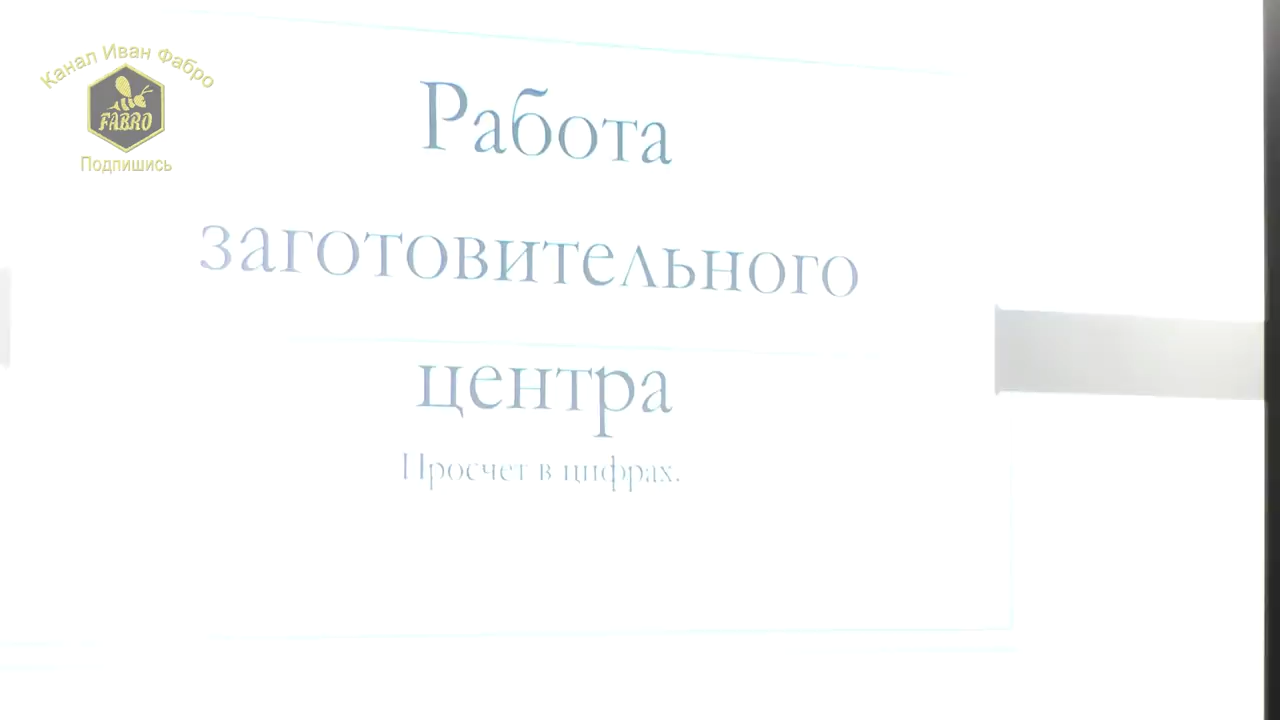 Канал Иван Фабро
FABRO
Подпишись
Работа
заготовительного
центра
Просчет в цифрах.